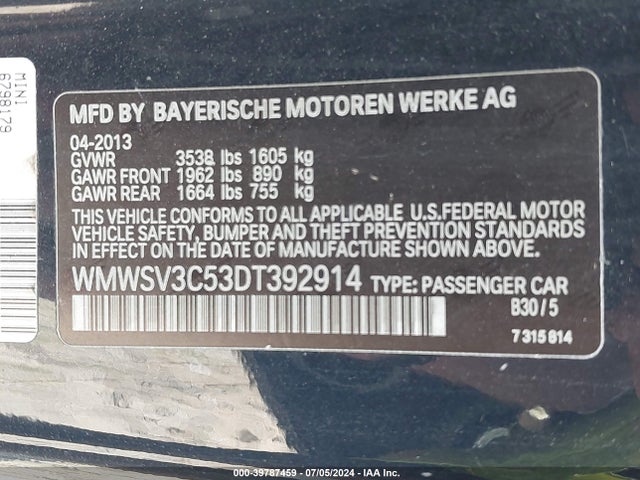 MINI
6798179
MFD BY BAYERISCHE MOTOREN WERKE AG
04-2013
GVWR 3538 lbs 1605 kg
GAWR FRONT 1962 lbs 890 kg
GAWR REAR 1664 lbs 755 kg
THIS VEHICLE CONFORMS TO ALL APPLICABLE U.S.FEDERAL MOTOR
VEHICLE SAFETY, BUMPER AND THEFT PREVENTION STANDARDS
IN EFFECT ON THE DATE OF MANUFACTURE SHOWN ABOVE.
WMWSV3C53DT392914 TYPE: PASSENGER CAR
B30/5
7315814
000-39787459 - 07/05/2024 - IAA Inc.